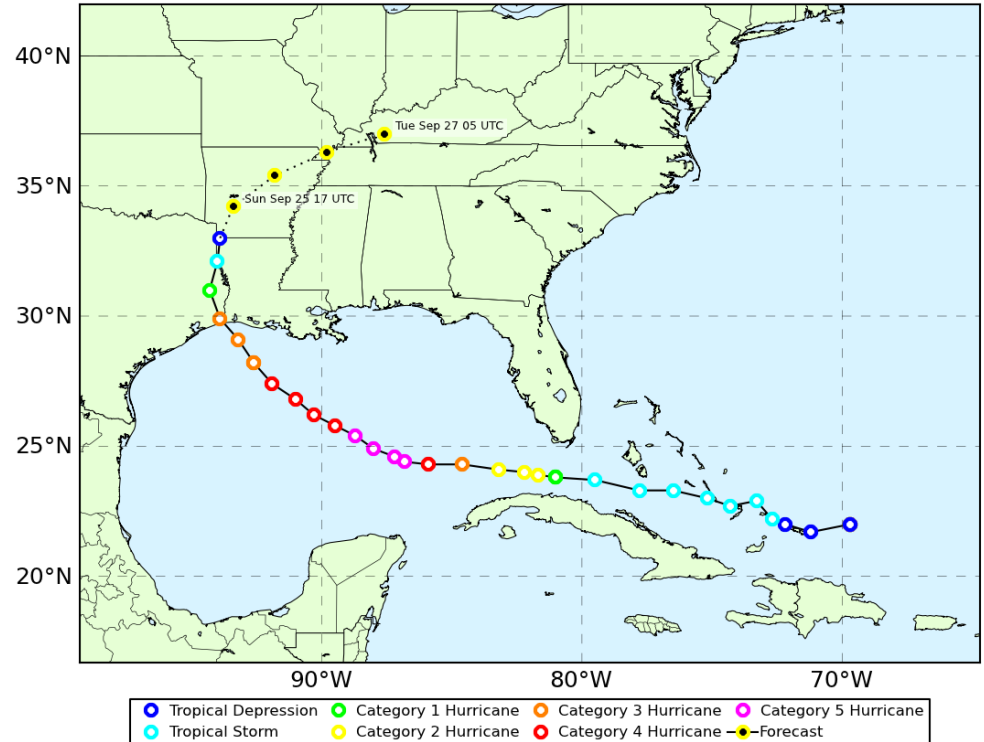 40°N
Tue Sep 27 05 UTC
35°N
Sun Sep 25 17 UTC
30°N
25°N
20°N
90°W 80°W 70°W
Tropical Depression Category 1 Hurricane Category 3 Hurricane Category 5 Hurricane
Tropical Storm Category 2 Hurricane Category 4 Hurricane Forecast